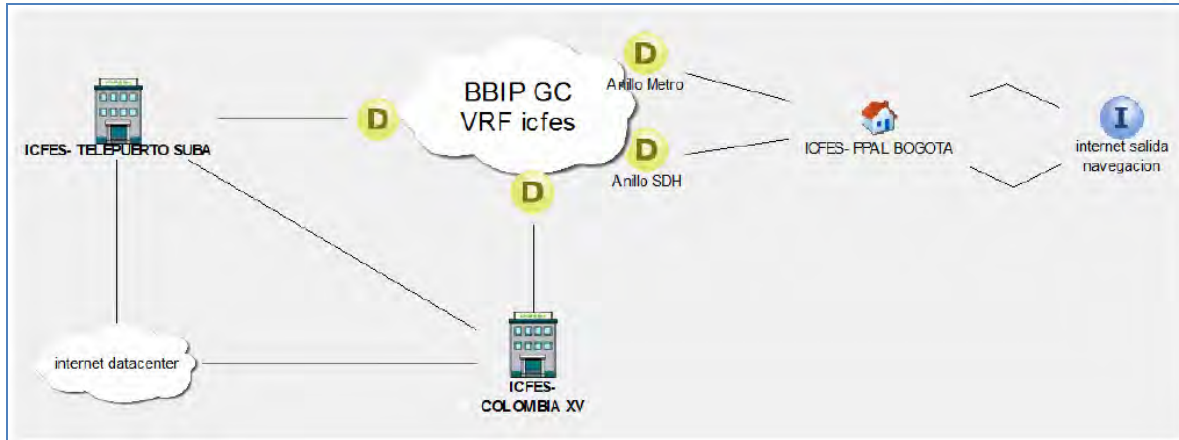 D
Anillo Metro
BBIP GC
VRF icfes
D
ICFES- TELEPUERTO SUBA
D
Anillo SDH
ICFES- PPAL BOGOTA
I
internet salida
navegacion
D
internet datacenter
ICFES-
COLOMBIA XV